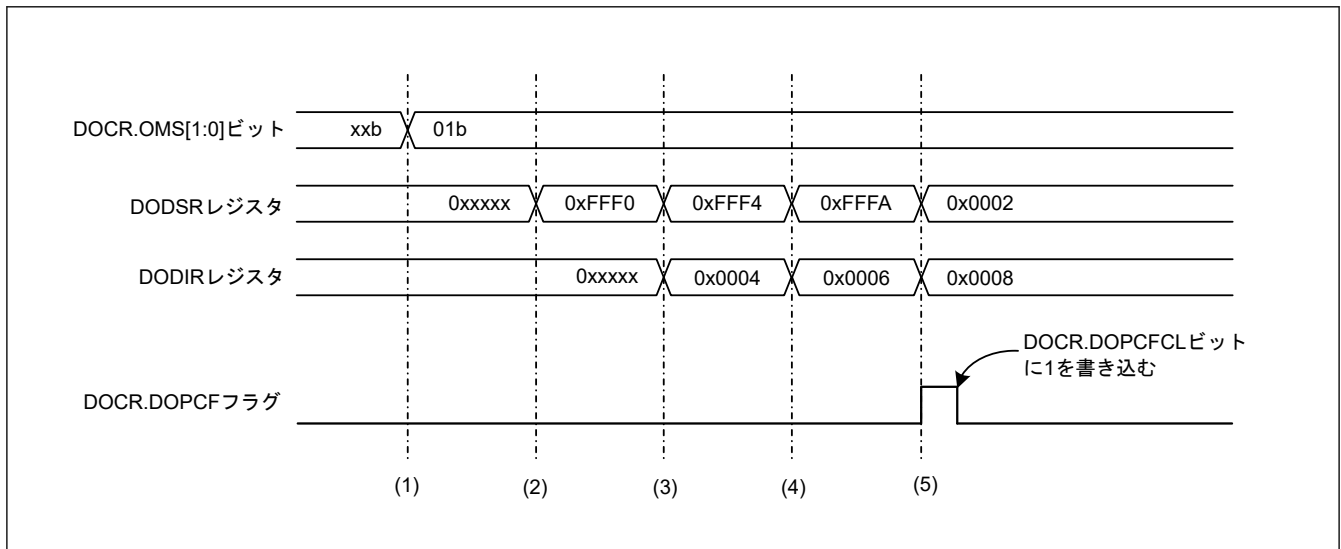 DOCR.OMS[1:0]ビット xxb 01b
DODSRレジスタ 0xxxxx 0xFFF0 0xFFF4 0xFFFA 0x0002
DODIRレジスタ 0xxxxx 0x0004 0x0006 0x0008
DOCR.DOPCFCLビット
に1を書き込む
DOCR.DOPCFフラグ
(1) (2) (3) (4) (5)